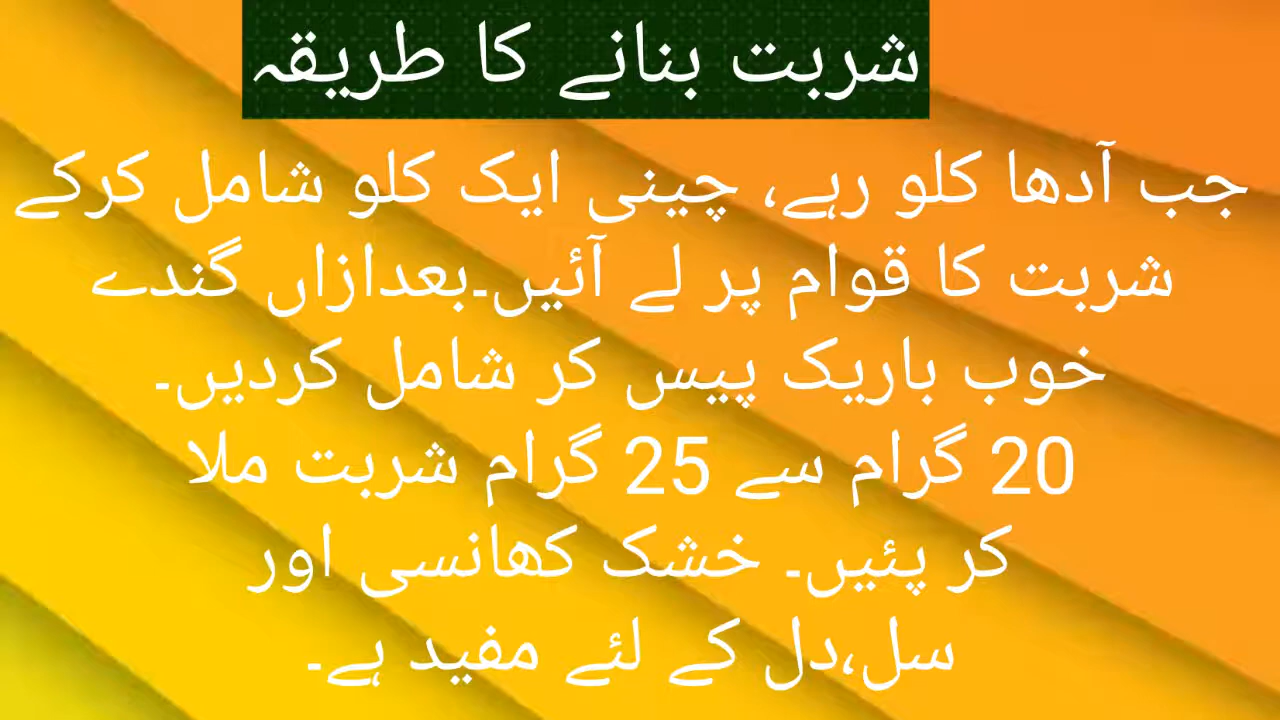 شربت بنانے کا طریقہ
جب آدھا کلو رہے، چینی ایک کلو شامل کرکے
شربت کا قوام پر لے آئیں۔بعدازاں گندے
خوب باریک پیس کر شامل کردیں۔
20 گرام سے 25 گرام شربت ملا
کر پئیں۔ خشک کھانسی اور
سل،دل کے لئے مفید ہے۔